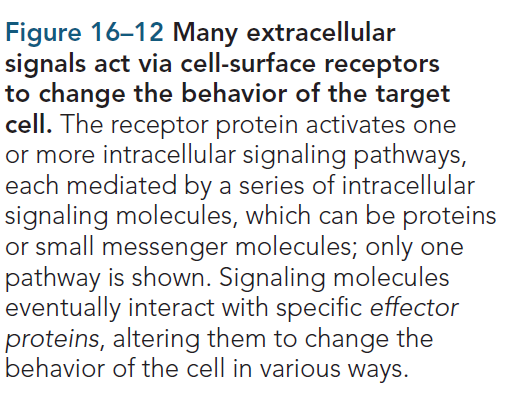 Figure 16–12 Many extracellular
signals act via cell-surface receptors
to change the behavior of the target
cell. The receptor protein activates one
or more intracellular signaling pathways,
each mediated by a series of intracellular
signaling molecules, which can be proteins
or small messenger molecules; only one
pathway is shown. Signaling molecules
eventually interact with specific effector
proteins, altering them to change the
behavior of the cell in various ways.